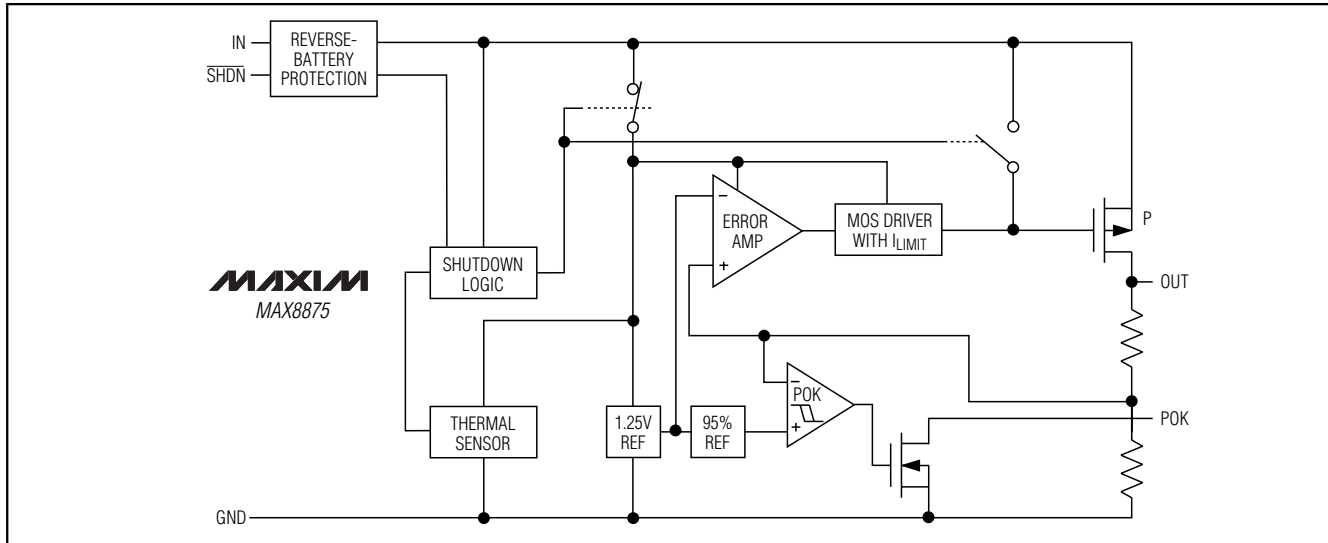 IN
SHDN
REVERSE-
BATTERY
PROTECTION
P
ERROR
AMP
−
+
MOS DRIVER
WITH ILIMIT
SHUTDOWN
LOGIC
OUT
MAXIM
MAX8875
THERMAL
SENSOR
1.25V
REF
95%
REF
POK
−
+
POK
GND